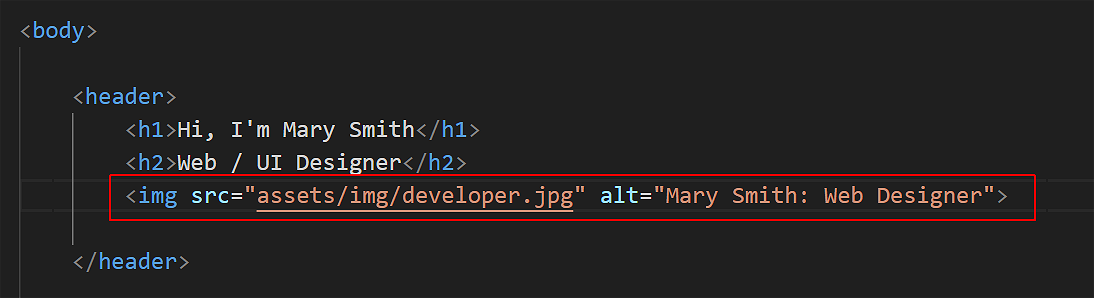 <body>
<header>
<h1>Hi, I'm Mary Smith</h1>
<h2>Web / UI Designer</h2>
<img src="assets/img/developer.jpg" alt="Mary Smith: Web Designer">
</header>